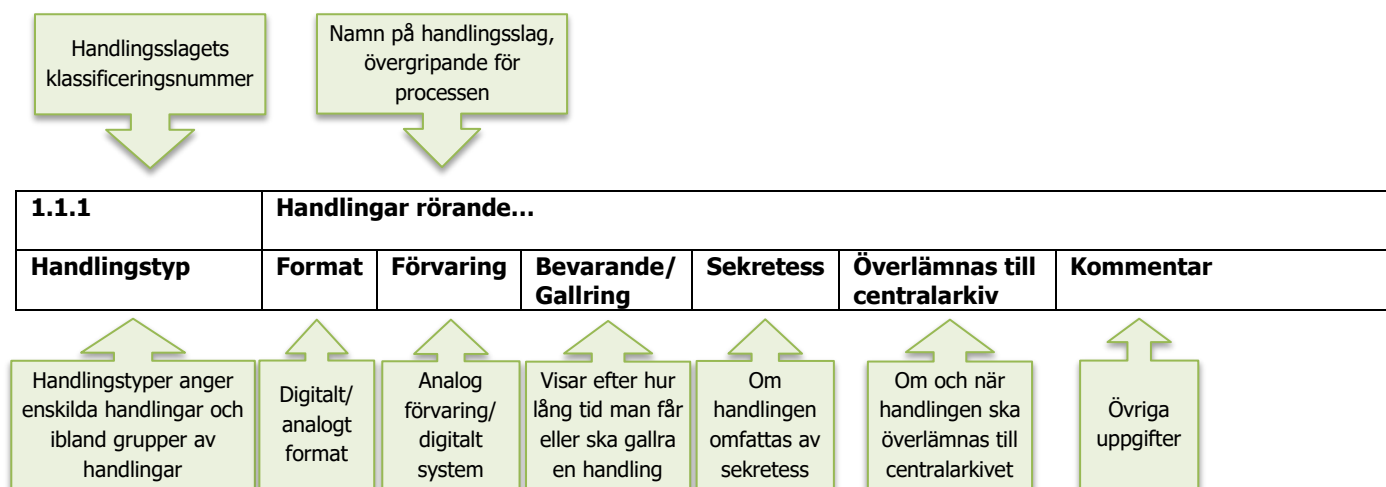 Handlingsslagets
klassificeringsnummer
Namn på handlingsslag,
övergripande för
processen
1.1.1
Handlingar rörande…
Handlingstyp
Format
Förvaring
Bevarande/
Gallring
Sekretess
Överlämnas till
centralarkiv
Kommentar
Handlingstyper anger
enskilda handlingar och
ibland grupper av
handlingar
Digitalt/
analogt
format
Analog
förvaring/
digitalt
system
Visar efter hur
lång tid man får
eller ska gallra
en handling
Om
handlingen
omfattas av
sekretess
Om och när
handlingen ska
överlämnas till
centralarkivet
Övriga
uppgifter